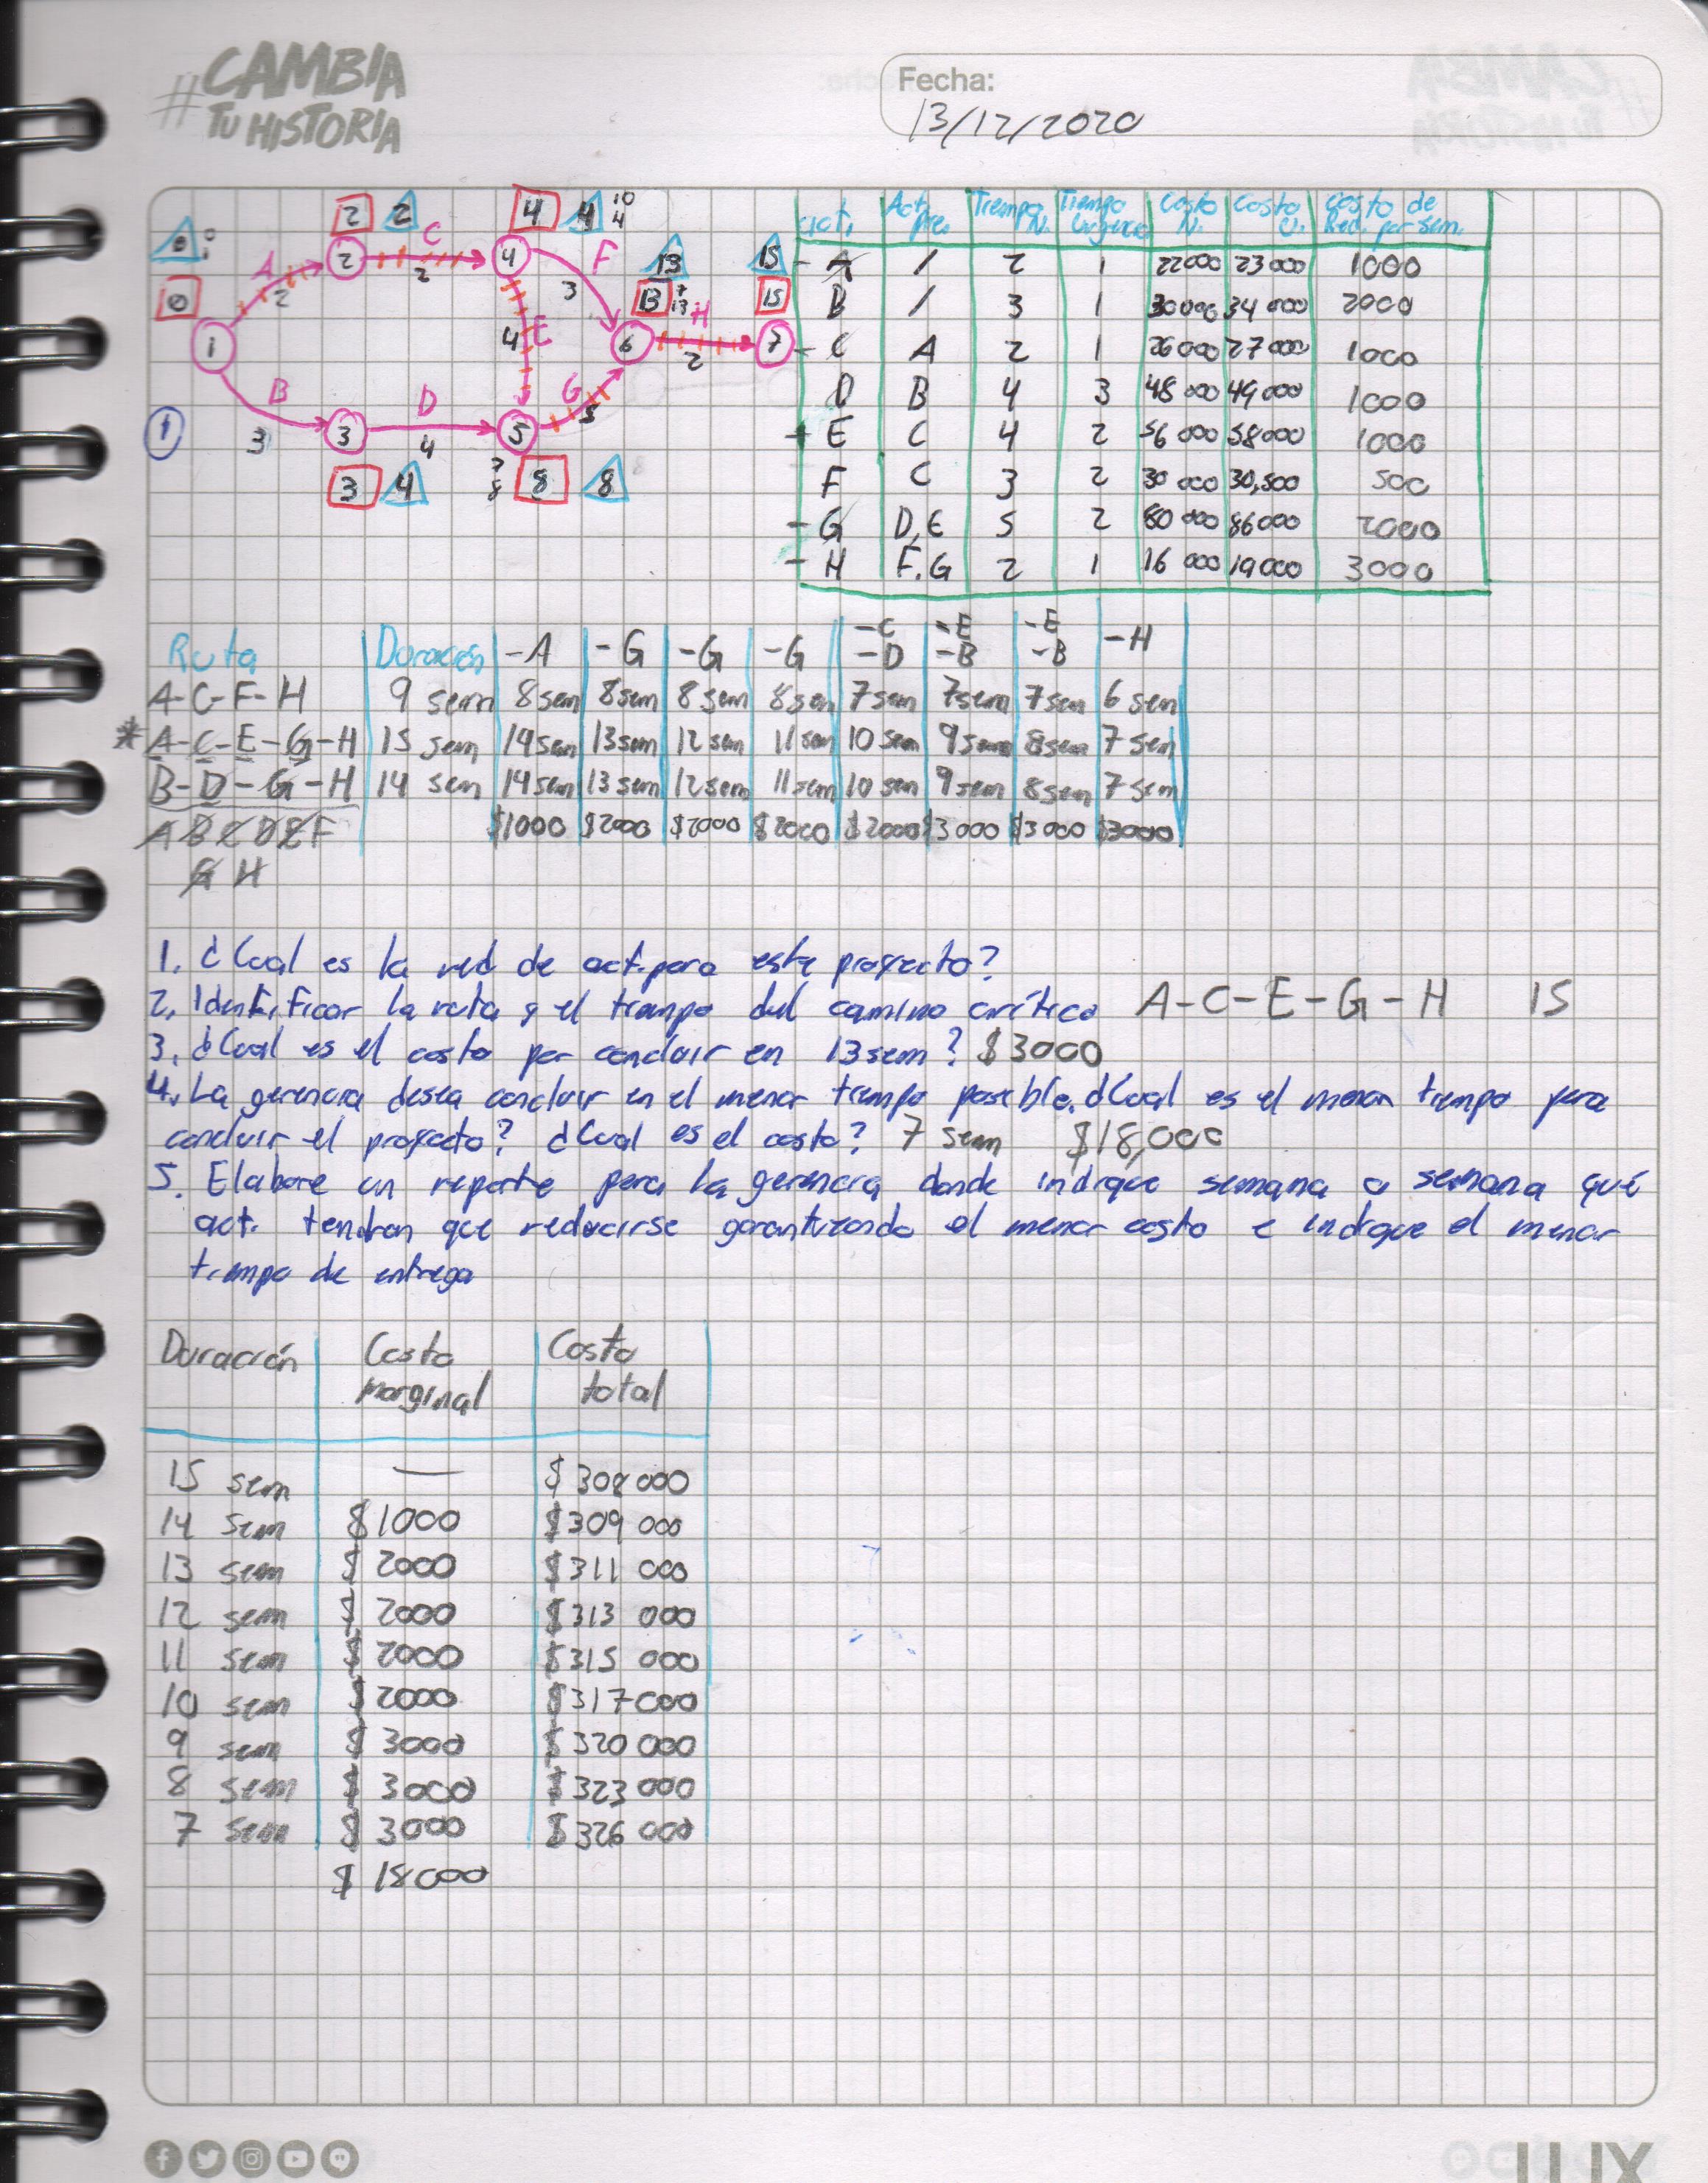 #CAMBIA
TU HISTORIA
Fecha:
13/12/2020
0 0
0
0
2 2
4 4 10
4
A 2
C 2
F 3
E 4
B 3
D 4
G 5
H 2
1 2 3 4 5 6 7
13 13 7
13
15 15
3 4
7
8
8 8
1
Act. Act. pre. Tiempo N. Tiempo Urgencia Costo N. Costo U. Costo de Red. por sem.
- A / 2 1 22000 23000 1000
B / 3 1 30000 34 000 2000
- C A 2 1 26000 27000 1000
D B 4 3 48 000 49000 1000
+ E C 4 2 56 000 58000 1000
F C 3 2 30 000 30,500 500
- G D,E 5 2 80 000 86000 2000
- H F.G 2 1 16 000 19000 3000
Ruta Duración -A -G -G -G -C -D -E -B -E -B -H
A-C-F-H 9 sem 8 sem 8 sem 8 sem 8 sem 7 sem 7 sem 7 sem 6 sem
* A-C-E-G-H 15 sem 14 sem 13 sem 12 sem 11 sem 10 sem 9 sem 8 sem 7 sem
B-D-G-H 14 sem 14 sem 13 sem 12 sem 11 sem 10 sem 9 sem 8 sem 7 sem
A B C D E F $1000 $2000 $2000 $2000 $2000 $3000 $3000 $3000
G H
1. ¿Cual es la red de act. para este proyecto?
2. Identificar la ruta y el tiempo del camino crítico A-C-E-G-H 15
3. ¿Cual es el costo por concluir en 13 sem? $3000
4. La gerencia desea concluir en el menor tiempo posible. ¿Cual es el menor tiempo para
concluir el proyecto? ¿Cual es el costo? 7 sem $18,000
5. Elabore un reporte para la gerencia donde indique semana a semana qué
act. tendran que reducirse garantizando el menor costo e indique el menor
tiempo de entrega
Duración Costo marginal Costo total
15 sem — $308 000
14 sem $1000 $309 000
13 sem $2000 $311 000
12 sem $2000 $313 000
11 sem $2000 $315 000
10 sem $2000 $317000
9 sem $3000 $320 000
8 sem $3000 $323 000
7 sem $3000 $326 000
$18000